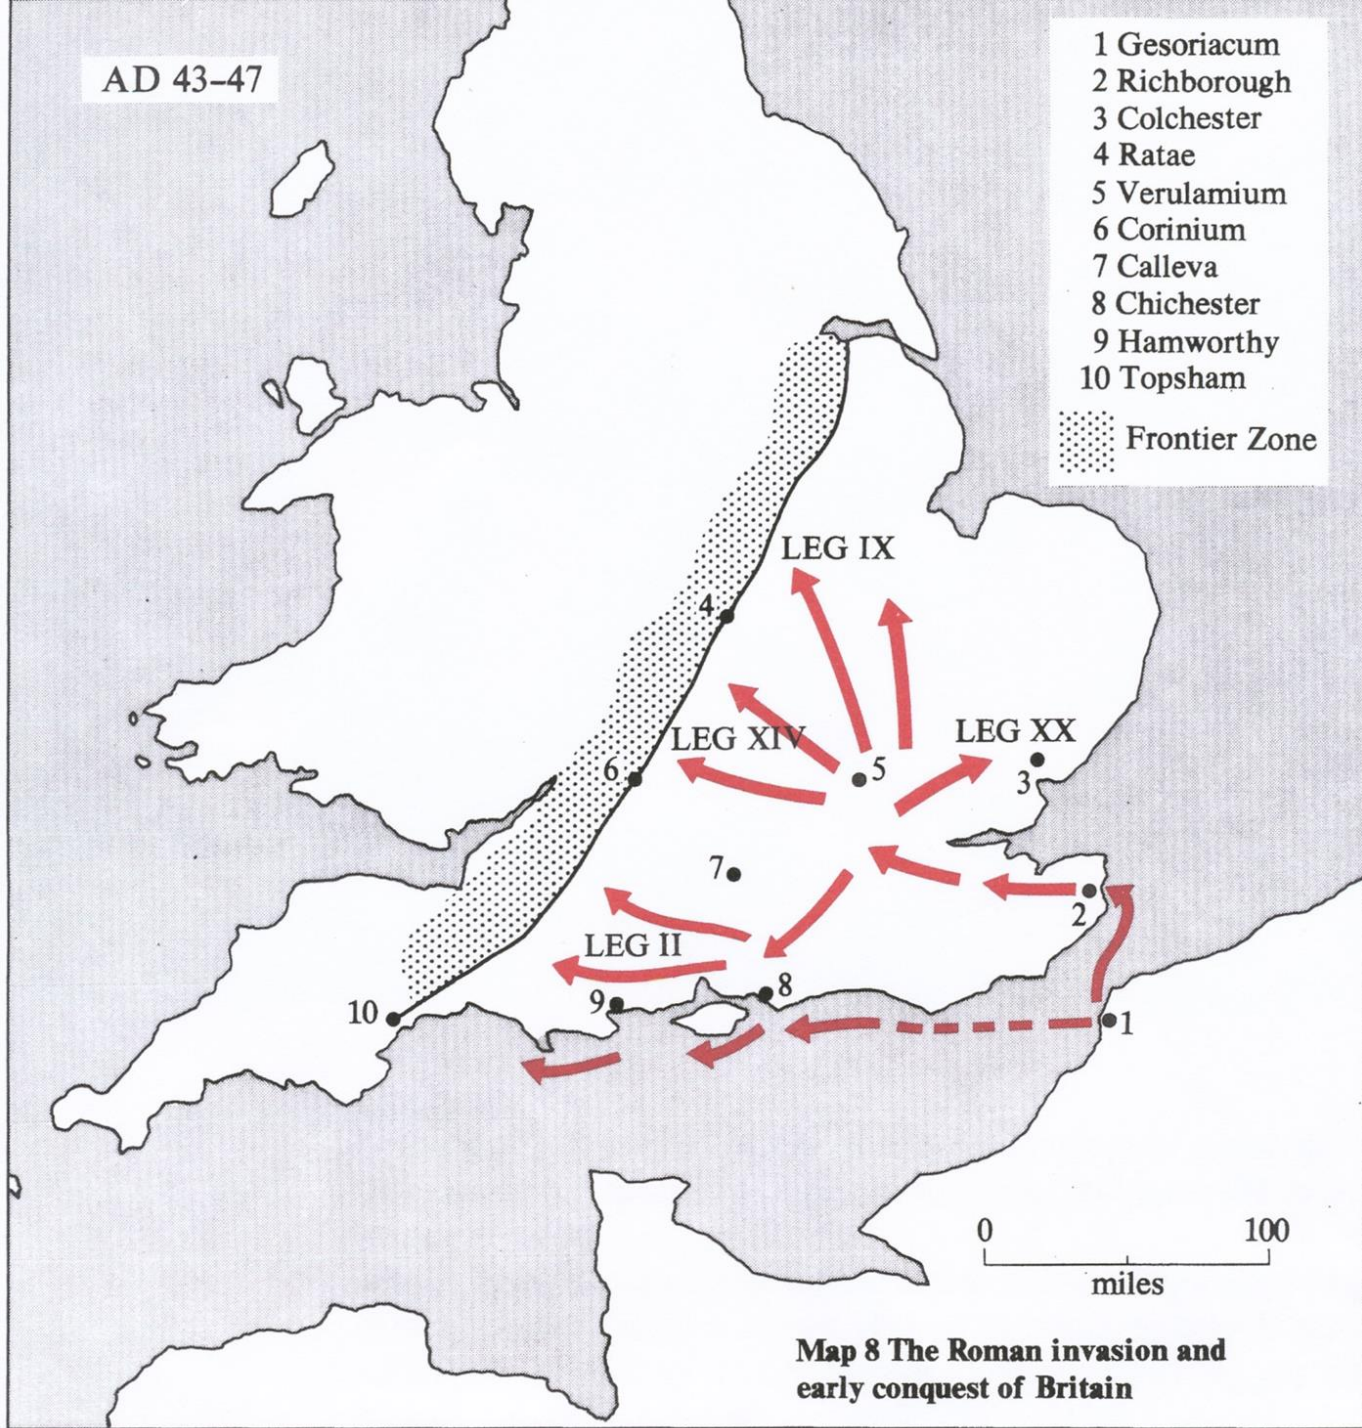 AD 43–47
1 Gesoriacum
2 Richborough
3 Colchester
4 Ratae
5 Verulamium
6 Corinium
7 Calleva
8 Chichester
9 Hamworthy
10 Topsham
Frontier Zone
LEG IX
4
LEG XIV
LEG XX
6
5
3
7
2
LEG II
8
9
10
1
0 100
miles
Map 8 The Roman invasion and
early conquest of Britain